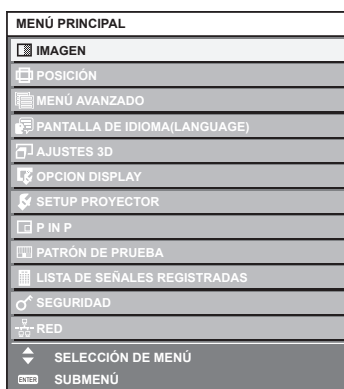 MENÚ PRINCIPAL
IMAGEN
POSICIÓN
MENÚ AVANZADO
PANTALLA DE IDIOMA(LANGUAGE)
AJUSTES 3D
OPCION DISPLAY
SETUP PROYECTOR
P IN P
PATRÓN DE PRUEBA
LISTA DE SEÑALES REGISTRADAS
SEGURIDAD
RED
SELECCIÓN DE MENÚ
ENTER SUBMENÚ